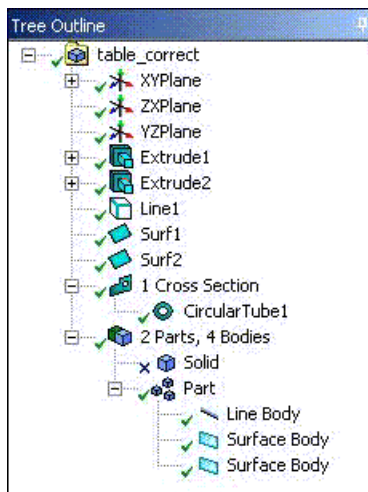 Tree Outline
table_correct
XYPlane
ZXPlane
YZPlane
Extrude1
Extrude2
Line1
Surf1
Surf2
1 Cross Section
CircularTube1
2 Parts, 4 Bodies
Solid
Part
Line Body
Surface Body
Surface Body